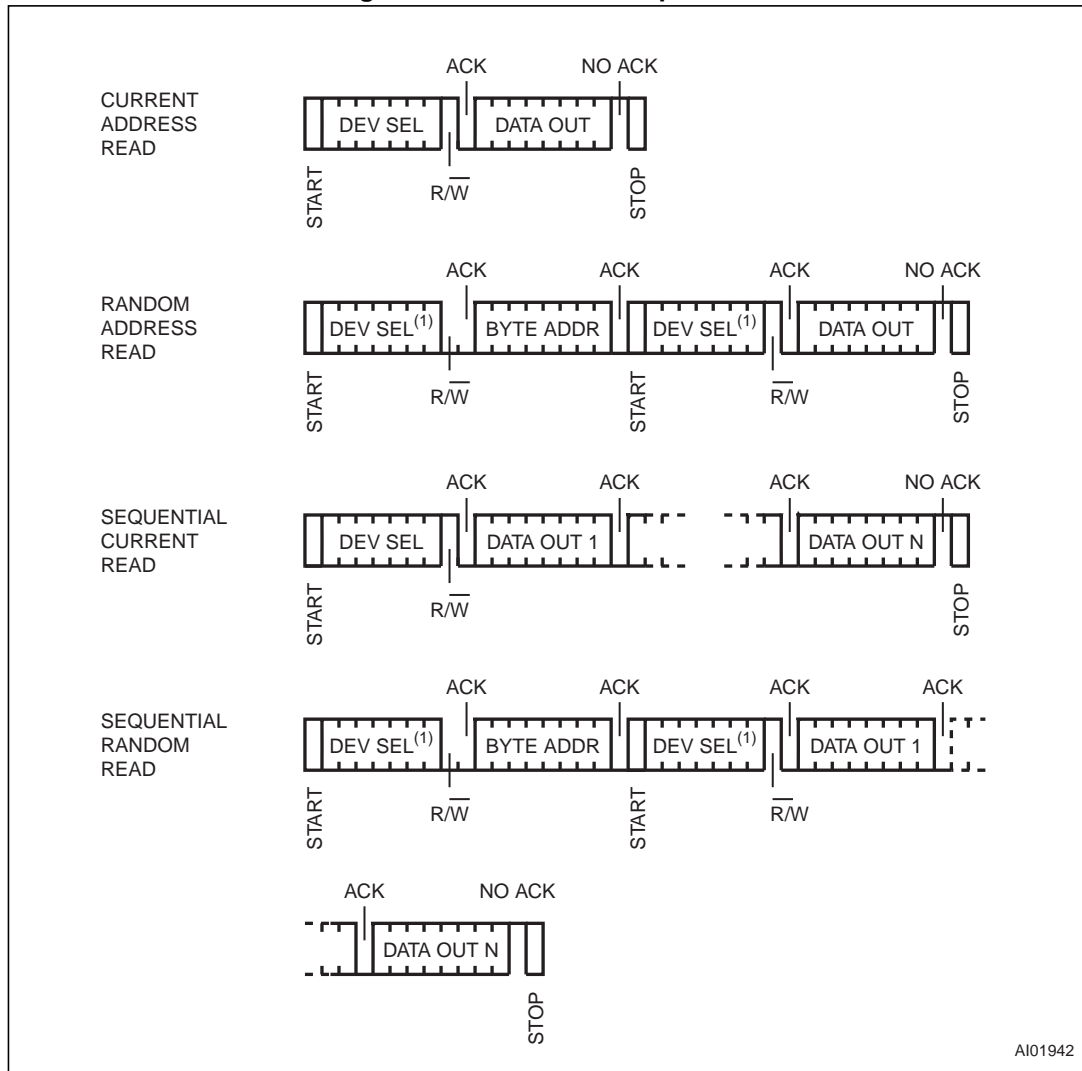 ACK NO ACK
CURRENT
ADDRESS
READ
DEV SEL DATA OUT
START R/W̅ STOP
ACK ACK ACK NO ACK
RANDOM
ADDRESS
READ
DEV SEL(1) BYTE ADDR DEV SEL(1) DATA OUT
START R/W̅ START R̅/W STOP
ACK ACK ACK NO ACK
SEQUENTIAL
CURRENT
READ
DEV SEL DATA OUT 1 DATA OUT N
START R/W̅ STOP
ACK ACK ACK ACK
SEQUENTIAL
RANDOM
READ
DEV SEL(1) BYTE ADDR DEV SEL(1) DATA OUT 1
START R/W̅ START R̅/W
ACK NO ACK
DATA OUT N
STOP
AI01942